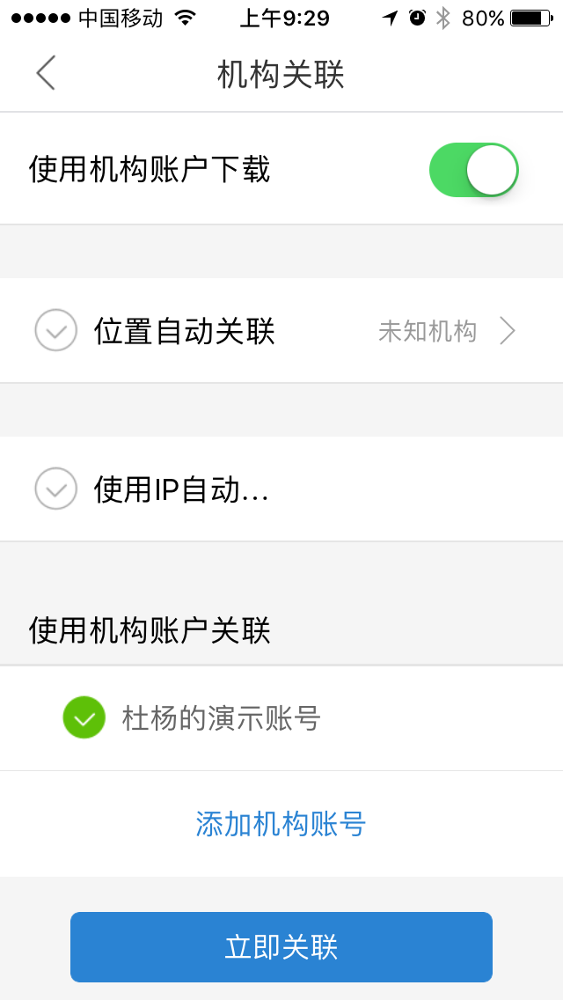 中国移动 上午9:29 80%
机构关联
使用机构账户下载
位置自动关联 未知机构
使用IP自动...
使用机构账户关联
杜杨的演示账号
添加机构账号
立即关联